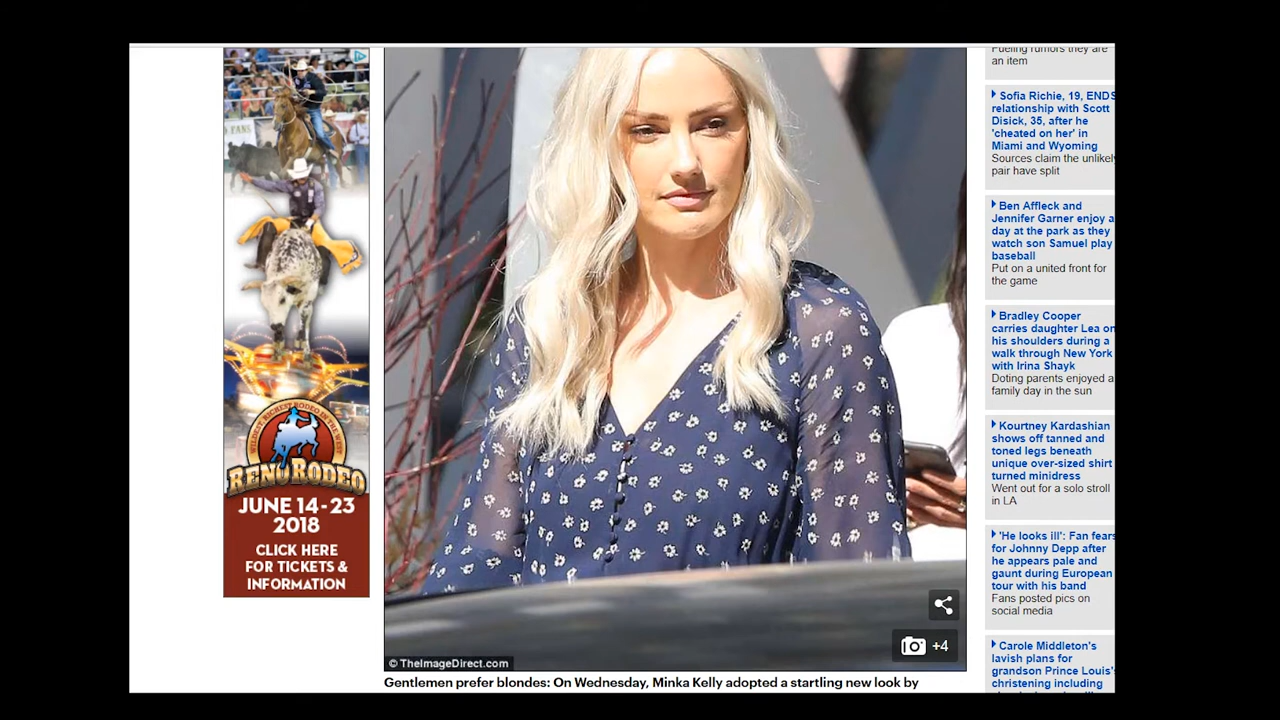 FANS
WILDEST, RICHEST RODEO IN THE WEST
RENO RODEO
JUNE 14-23
2018
CLICK HERE
FOR TICKETS &
INFORMATION
+4
© TheImageDirect.com
Gentlemen prefer blondes: On Wednesday, Minka Kelly adopted a startling new look by
Fueling rumors they are
an item
Sofia Richie, 19, ENDS
relationship with Scott
Disick, 35, after he
'cheated on her' in
Miami and Wyoming
Sources claim the unlikely
pair have split
Ben Affleck and
Jennifer Garner enjoy a
day at the park as they
watch son Samuel play
baseball
Put on a united front for
the game
Bradley Cooper
carries daughter Lea on
his shoulders during a
walk through New York
with Irina Shayk
Doting parents enjoyed a
family day in the sun
Kourtney Kardashian
shows off tanned and
toned legs beneath
unique over-sized shirt
turned minidress
Went out for a solo stroll
in LA
'He looks ill': Fan fears
for Johnny Depp after
he appears pale and
gaunt during European
tour with his band
Fans posted pics on
social media
Carole Middleton's
lavish plans for
grandson Prince Louis'
christening including